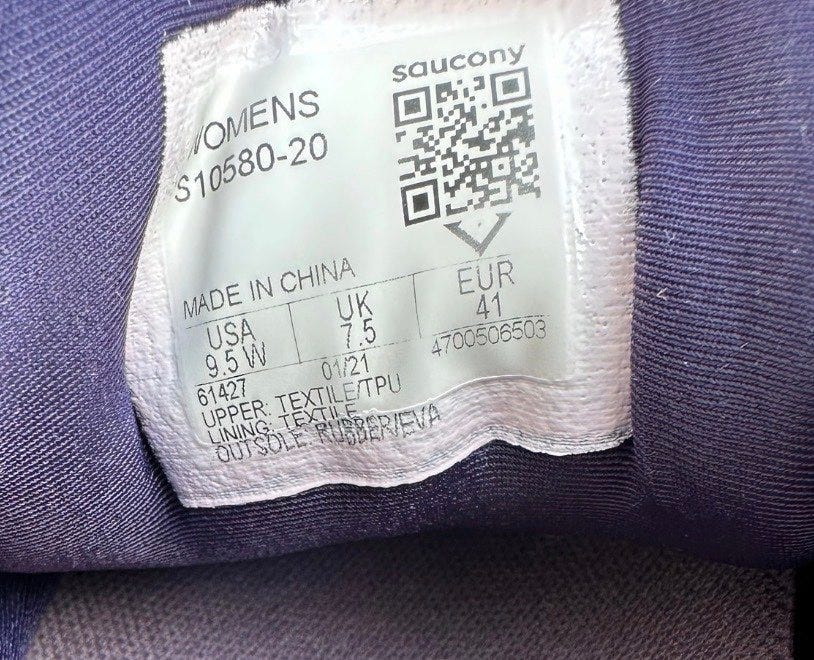 saucony
WOMENS
S10580-20
MADE IN CHINA
USA UK EUR
9.5 W 7.5 41
61427 01/21 4700506503
UPPER: TEXTILE/TPU
LINING: TEXTILE
OUTSOLE RUBBER/EVA